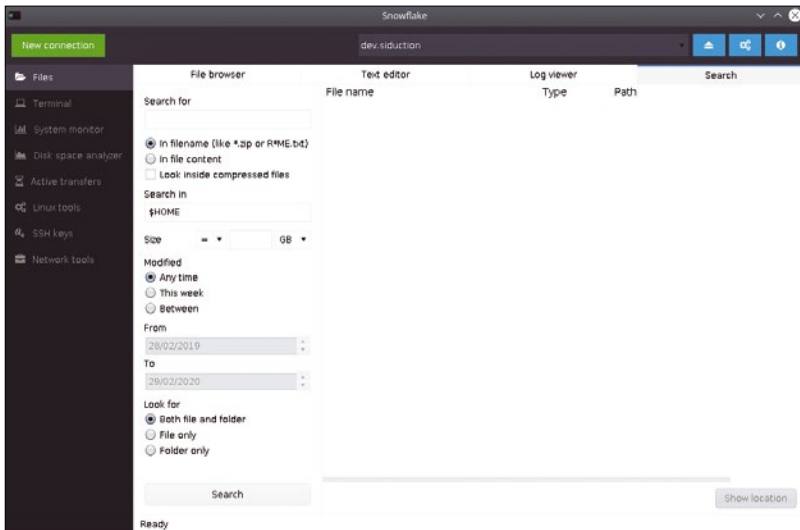 Snowflake
New connection
dev.siduction
Files
Terminal
System monitor
Disk space analyzer
Active transfers
Linux tools
SSH keys
Network tools
File browser Text editor Log viewer Search
Search for
In filename (like *.zip or R*ME.txt)
In file content
Look inside compressed files
Search in
$HOME
Size = GB
Modified
Any time
This week
Between
From
28/02/2019
To
29/02/2020
Look for
Both file and folder
File only
Folder only
Search
Ready
File name Type Path
Show location